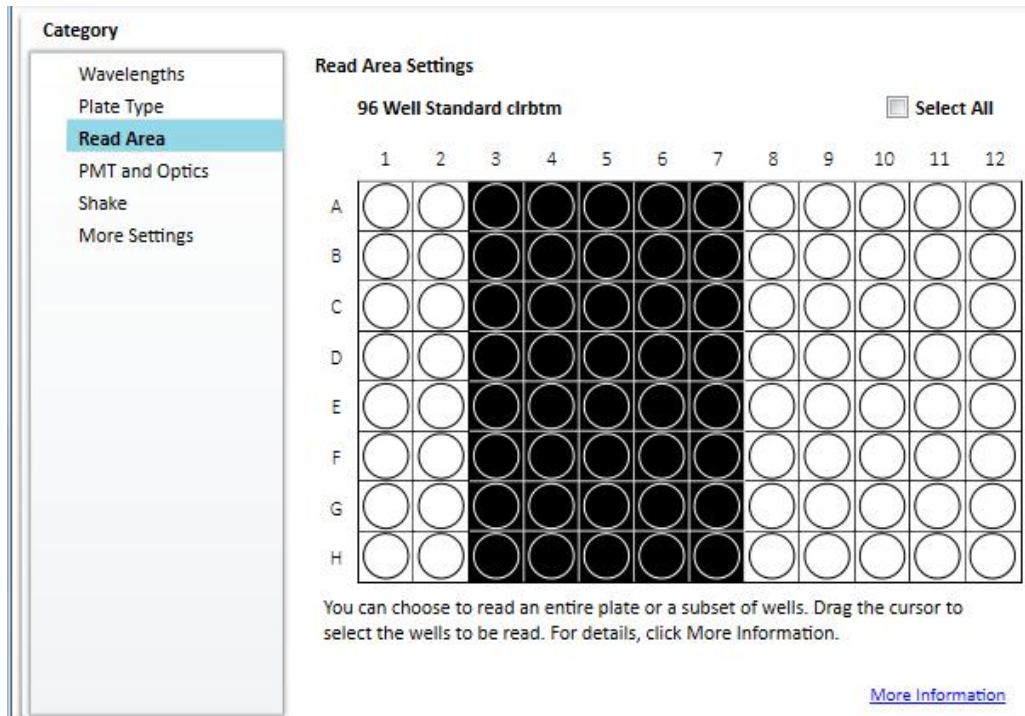 Category
Wavelengths
Plate Type
Read Area
PMT and Optics
Shake
More Settings
Read Area Settings
96 Well Standard clrbtm
Select All
1 2 3 4 5 6 7 8 9 10 11 12
A
B
C
D
E
F
G
H
You can choose to read an entire plate or a subset of wells. Drag the cursor to
select the wells to be read. For details, click More Information.
More Information